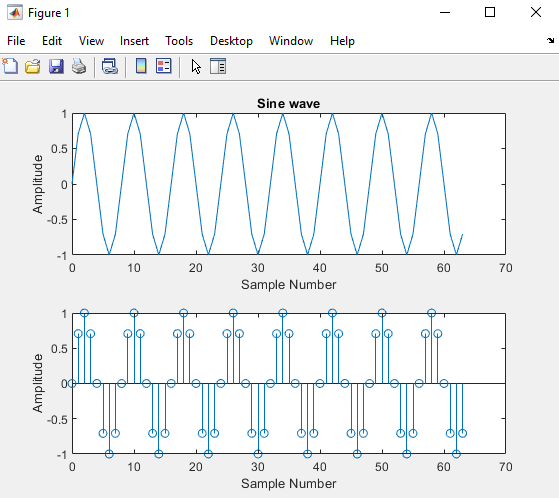 Figure 1
File Edit View Insert Tools Desktop Window Help
Sine wave
1
0.5
0
-0.5
-1
Amplitude
0 10 20 30 40 50 60 70
Sample Number
1
0.5
0
-0.5
-1
Amplitude
0 10 20 30 40 50 60 70
Sample Number